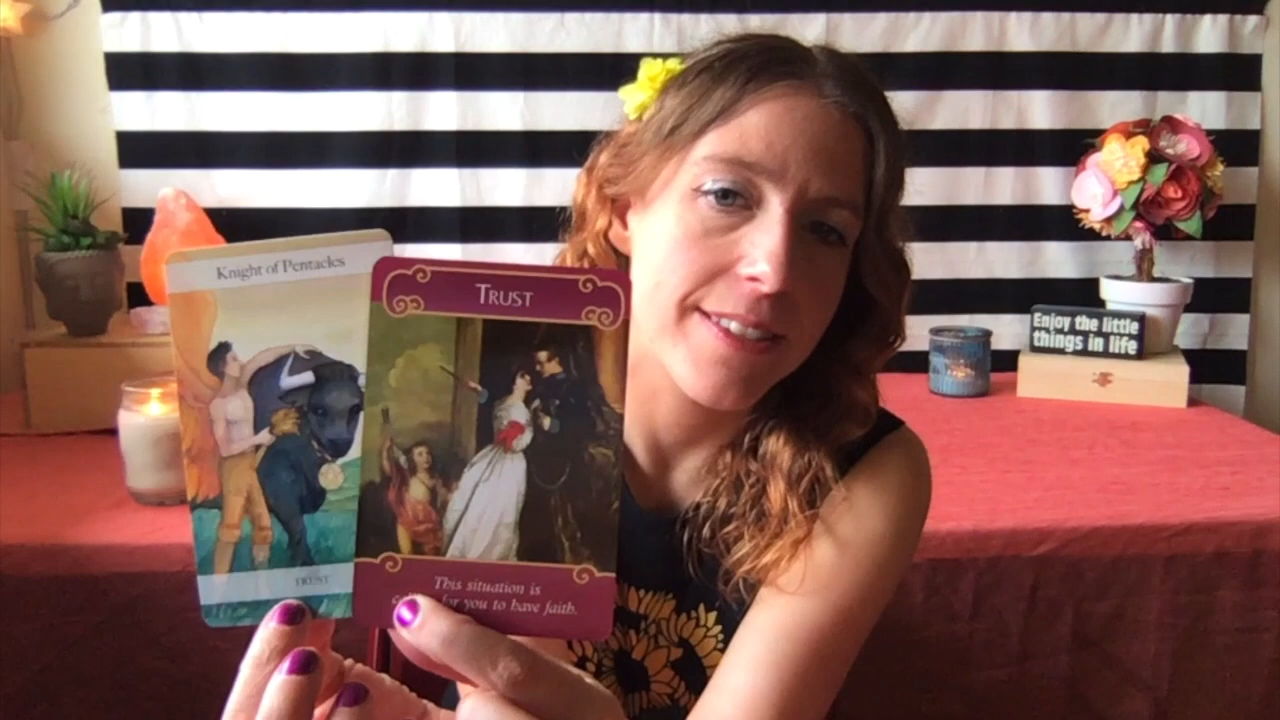 Knight of Pentacles
TRUST
TRUST
This situation is
for you to have faith.
Enjoy the little
things in life